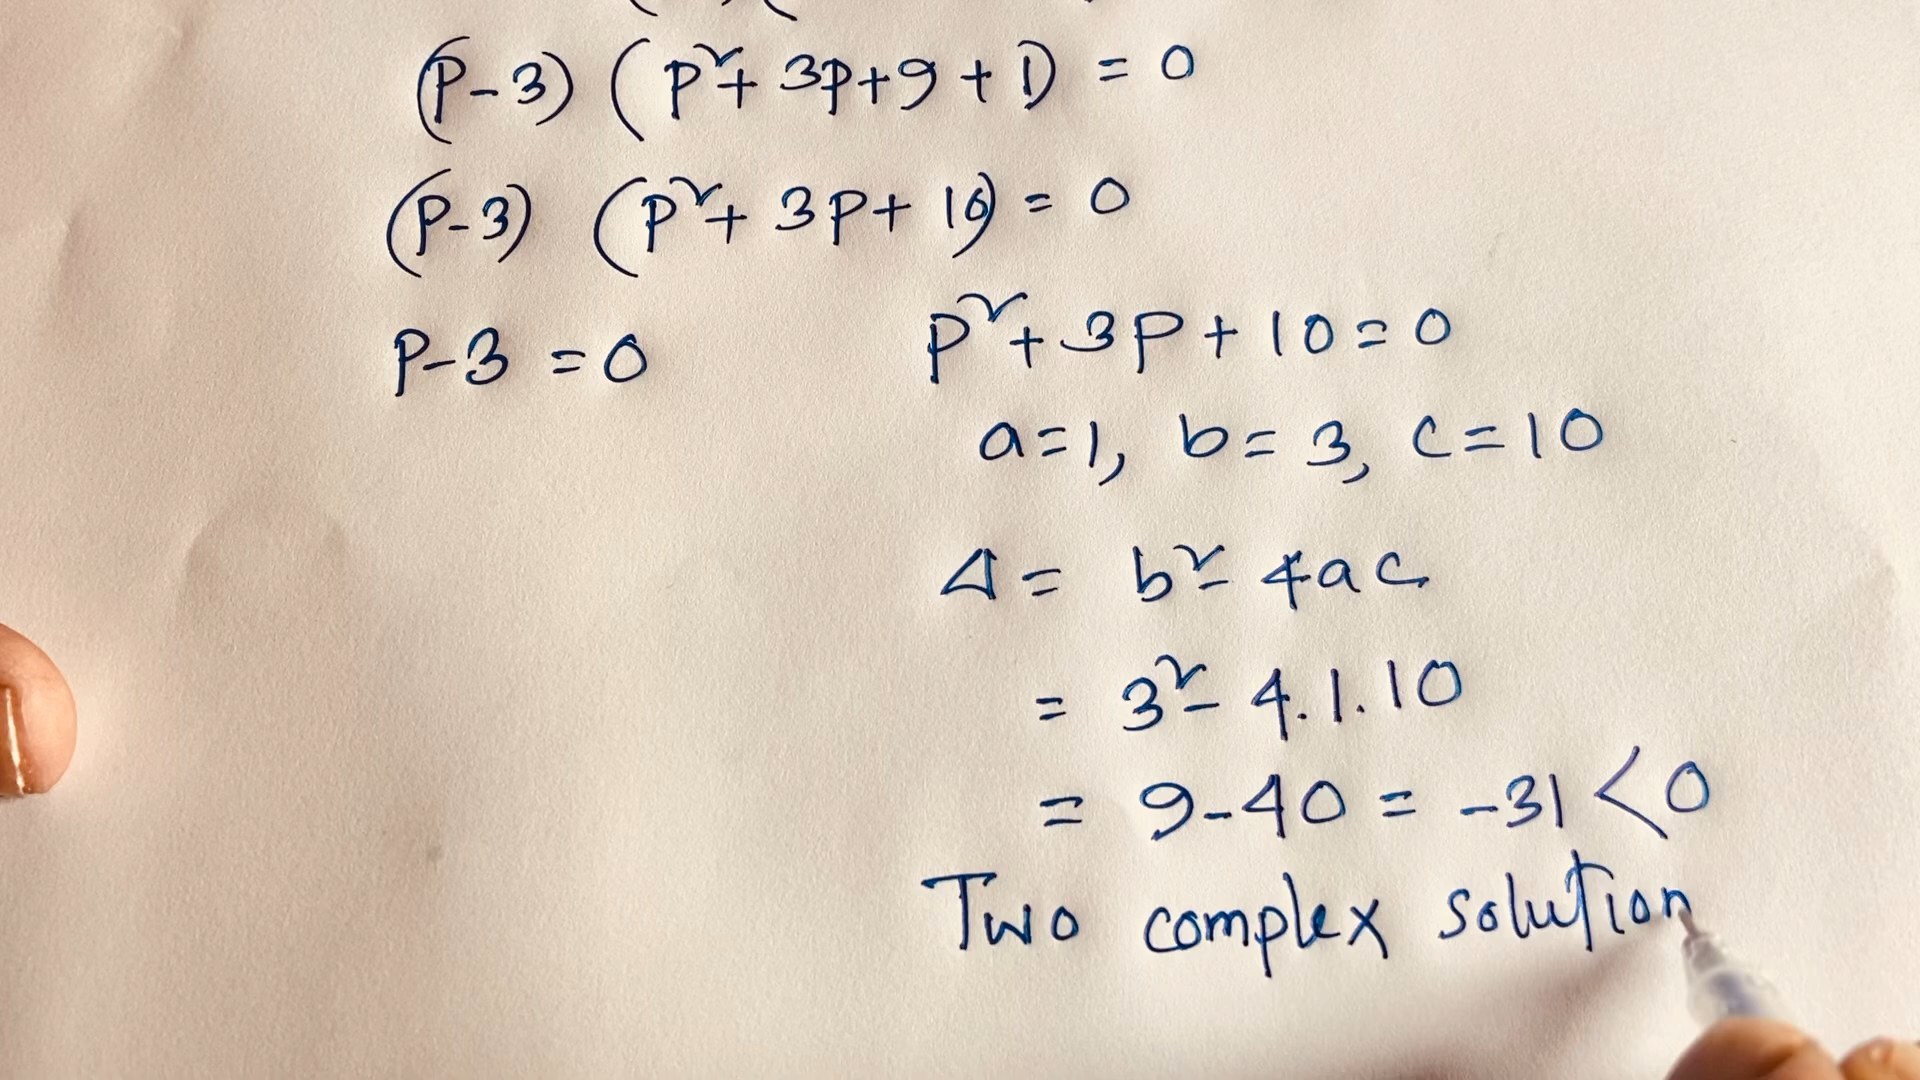 (P-3) (P²+3P+9+1) = 0
(P-3) (P²+3P+10) = 0
P-3 = 0
P²+3P+10=0
a=1, b=3, c=10
Δ = b²-4ac
= 3²-4.1.10
= 9-40 = -31<0
Two complex solution